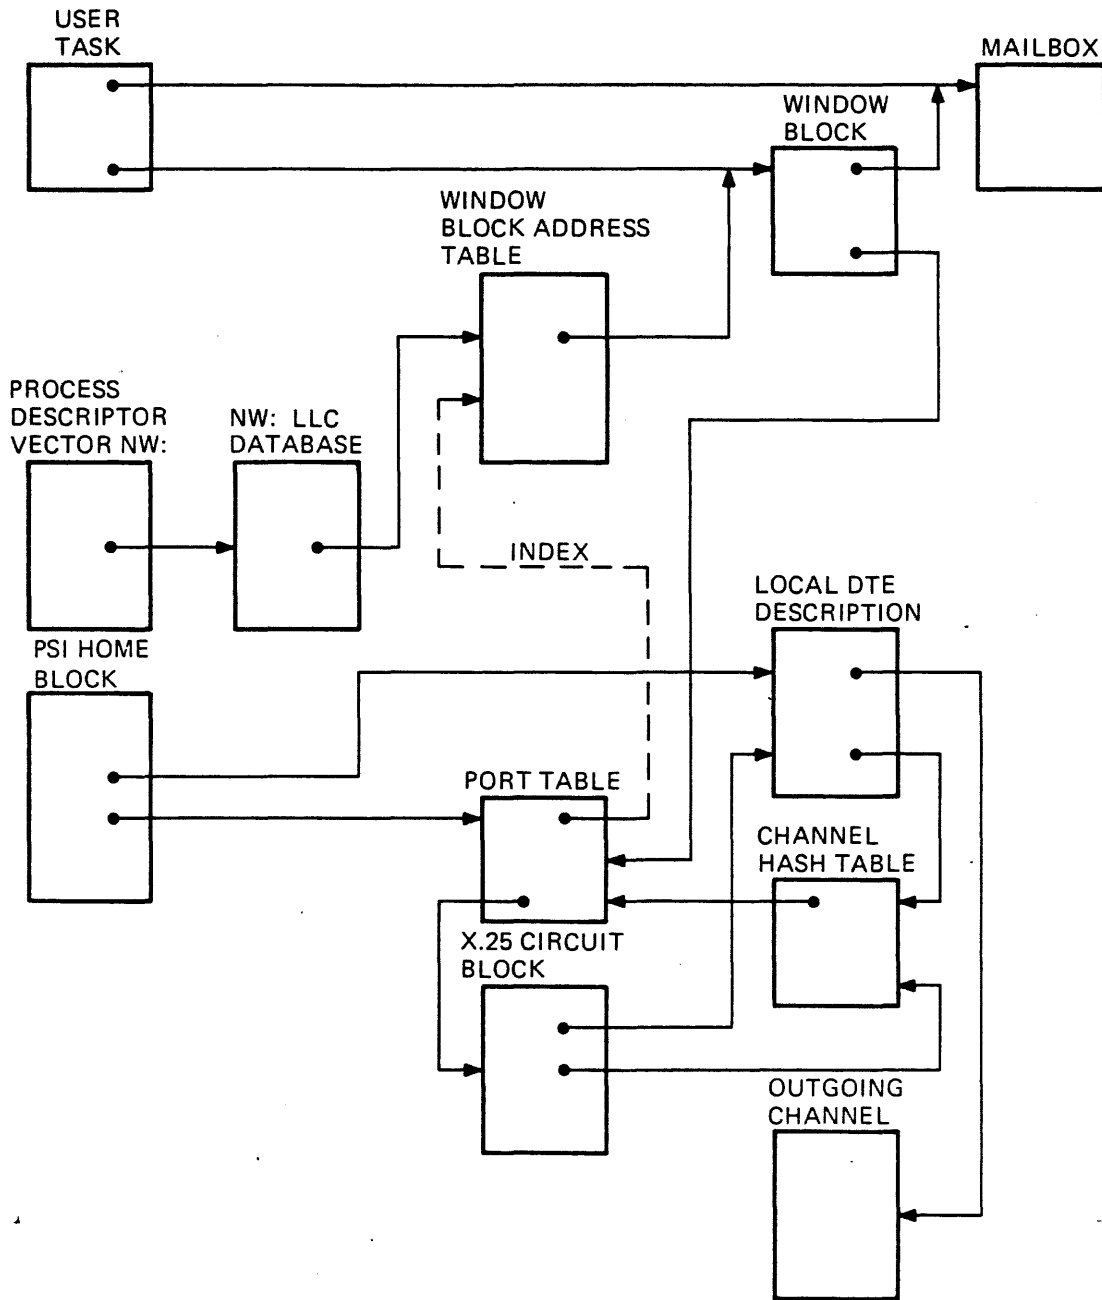 USER
TASK
MAILBOX
WINDOW
BLOCK
WINDOW
BLOCK ADDRESS
TABLE
PROCESS
DESCRIPTOR
VECTOR NW:
NW: LLC
DATABASE
INDEX
LOCAL DTE
DESCRIPTION
PSI HOME
BLOCK
PORT TABLE
CHANNEL
HASH TABLE
X.25 CIRCUIT
BLOCK
OUTGOING
CHANNEL